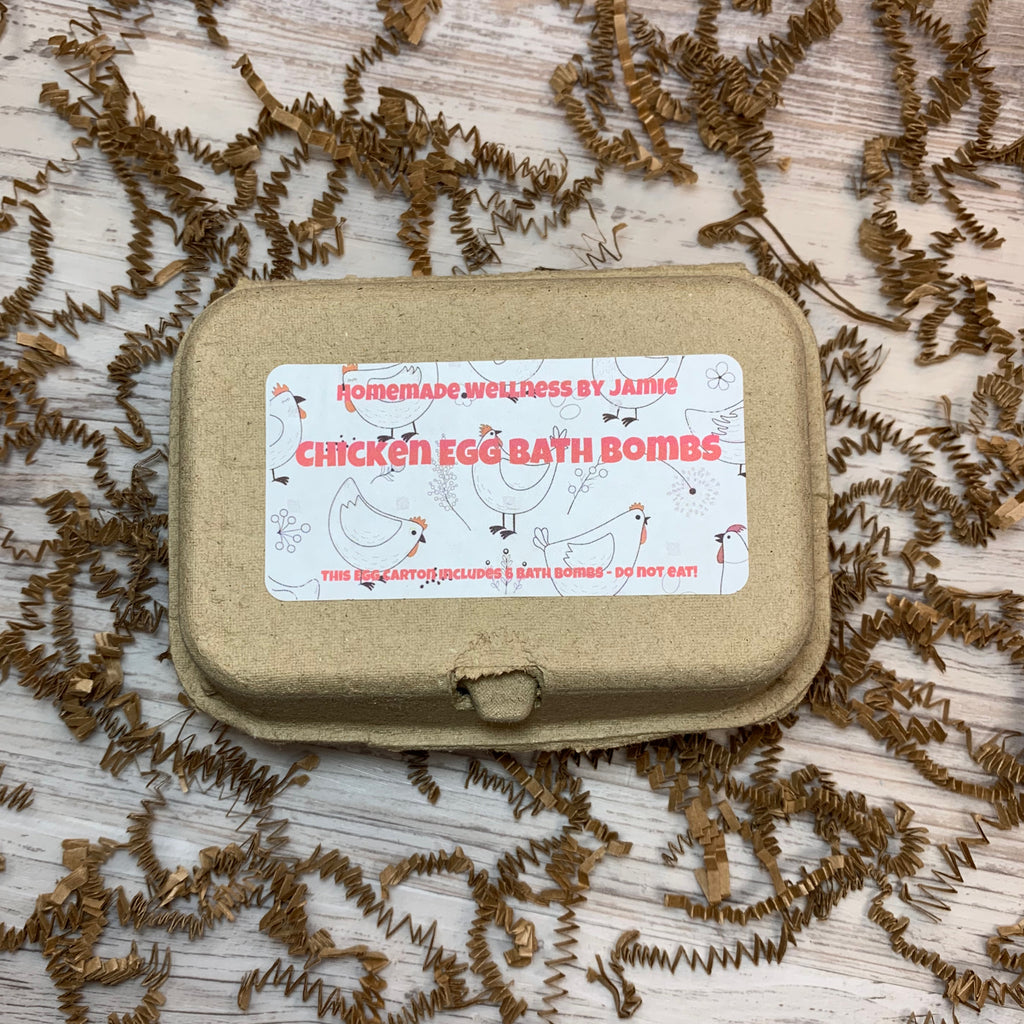 Homemade Wellness by Jamie
Chicken Egg Bath Bombs
This egg carton includes 6 bath bombs - Do not eat!